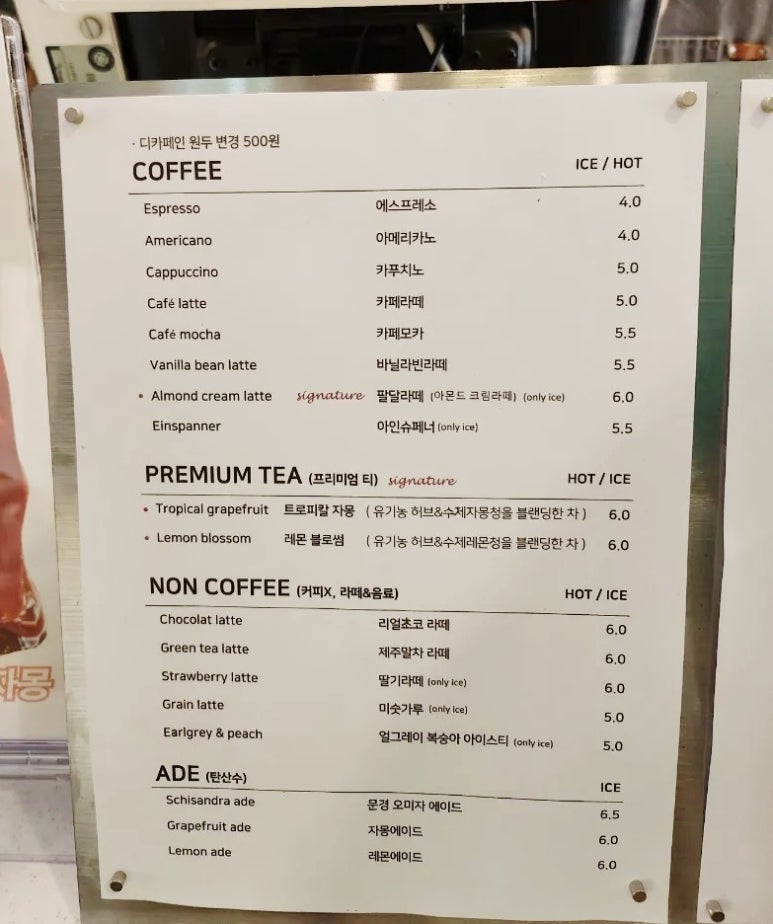 · 디카페인 원두 변경 500원
COFFEE ICE / HOT
Espresso 에스프레소 4.0
Americano 아메리카노 4.0
Cappuccino 카푸치노 5.0
Café latte 카페라떼 5.0
Café mocha 카페모카 5.5
Vanilla bean latte 바닐라빈라떼 5.5
• Almond cream latte signature 팔달라떼 (아몬드 크림라떼) (only ice) 6.0
Einspanner 아인슈페너 (only ice) 5.5
PREMIUM TEA (프리미엄 티) signature HOT / ICE
• Tropical grapefruit 트로피칼 자몽 ( 유기농 허브&수제자몽청을 블랜딩한 차 ) 6.0
• Lemon blossom 레몬 블로썸 ( 유기농 허브&수제레몬청을 블랜딩한 차 ) 6.0
NON COFFEE (커피X, 라떼&음료) HOT / ICE
Chocolat latte 리얼초코 라떼 6.0
Green tea latte 제주말차 라떼 6.0
Strawberry latte 딸기라떼 (only ice) 6.0
Grain latte 미숫가루 (only ice) 5.0
Earlgrey & peach 얼그레이 복숭아 아이스티 (only ice) 5.0
ADE (탄산수) ICE
Schisandra ade 문경 오미자 에이드 6.5
Grapefruit ade 자몽에이드 6.0
Lemon ade 레몬에이드 6.0
자몽